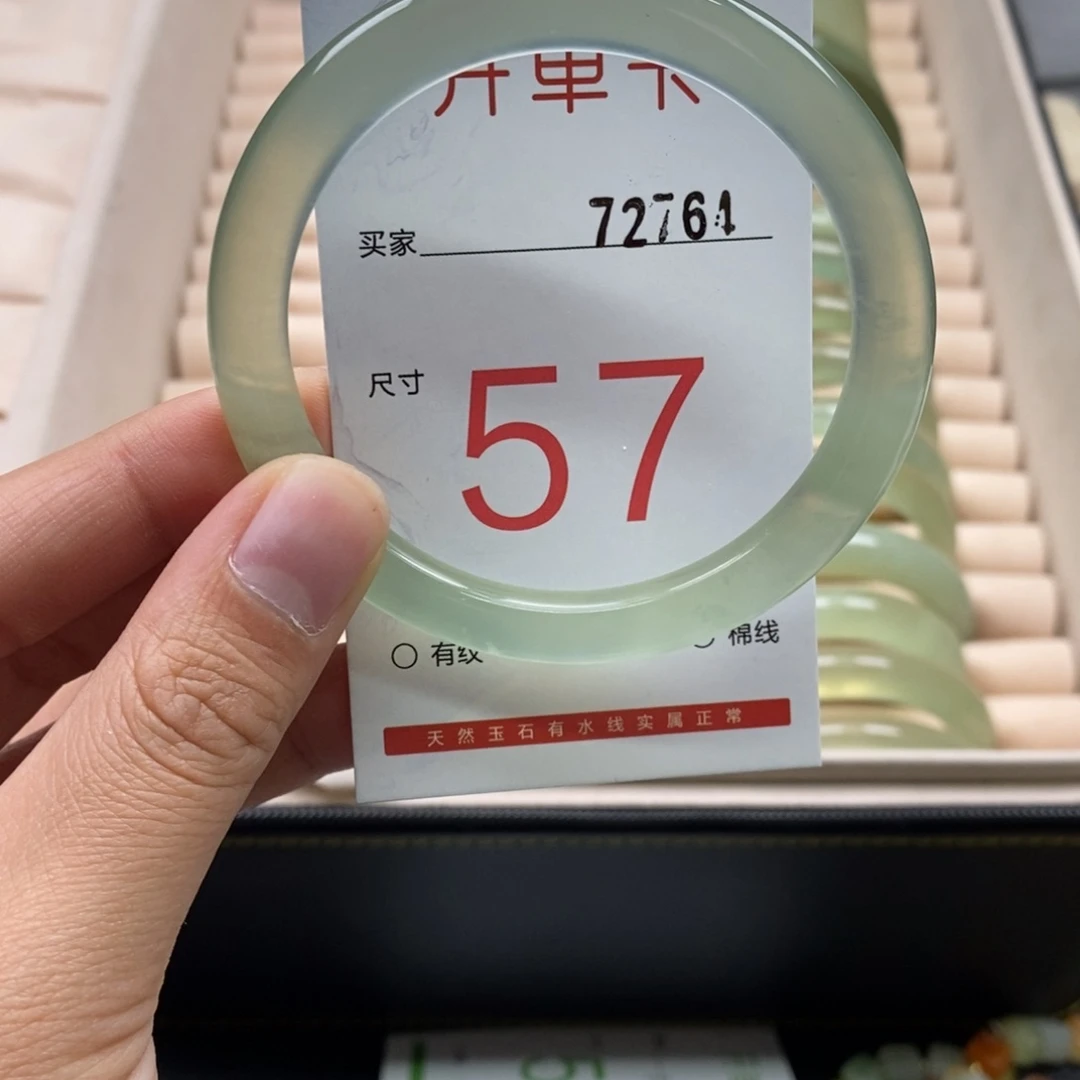 开单卡
买家 72761
尺寸 57
有纹 棉线
天然玉石有水线实属正常